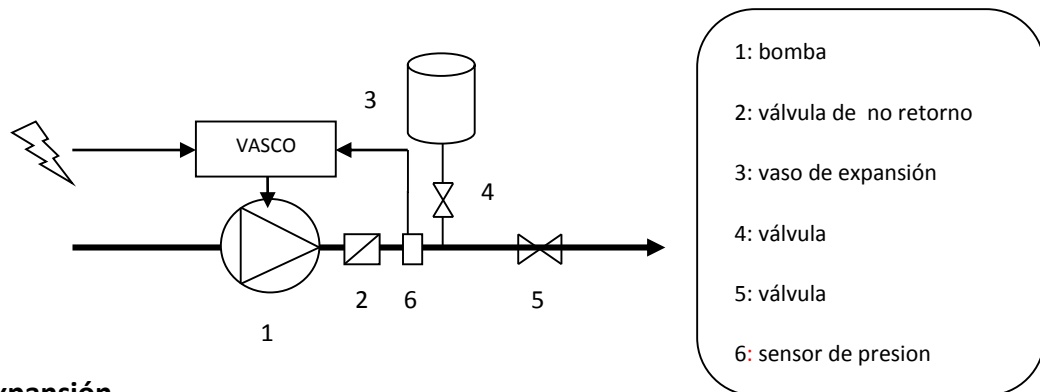 3
VASCO
4
2
6
5
1
1: bomba
2: válvula de  no retorno
3: vaso de expansión
4: válvula
5: válvula
6: sensor de presion